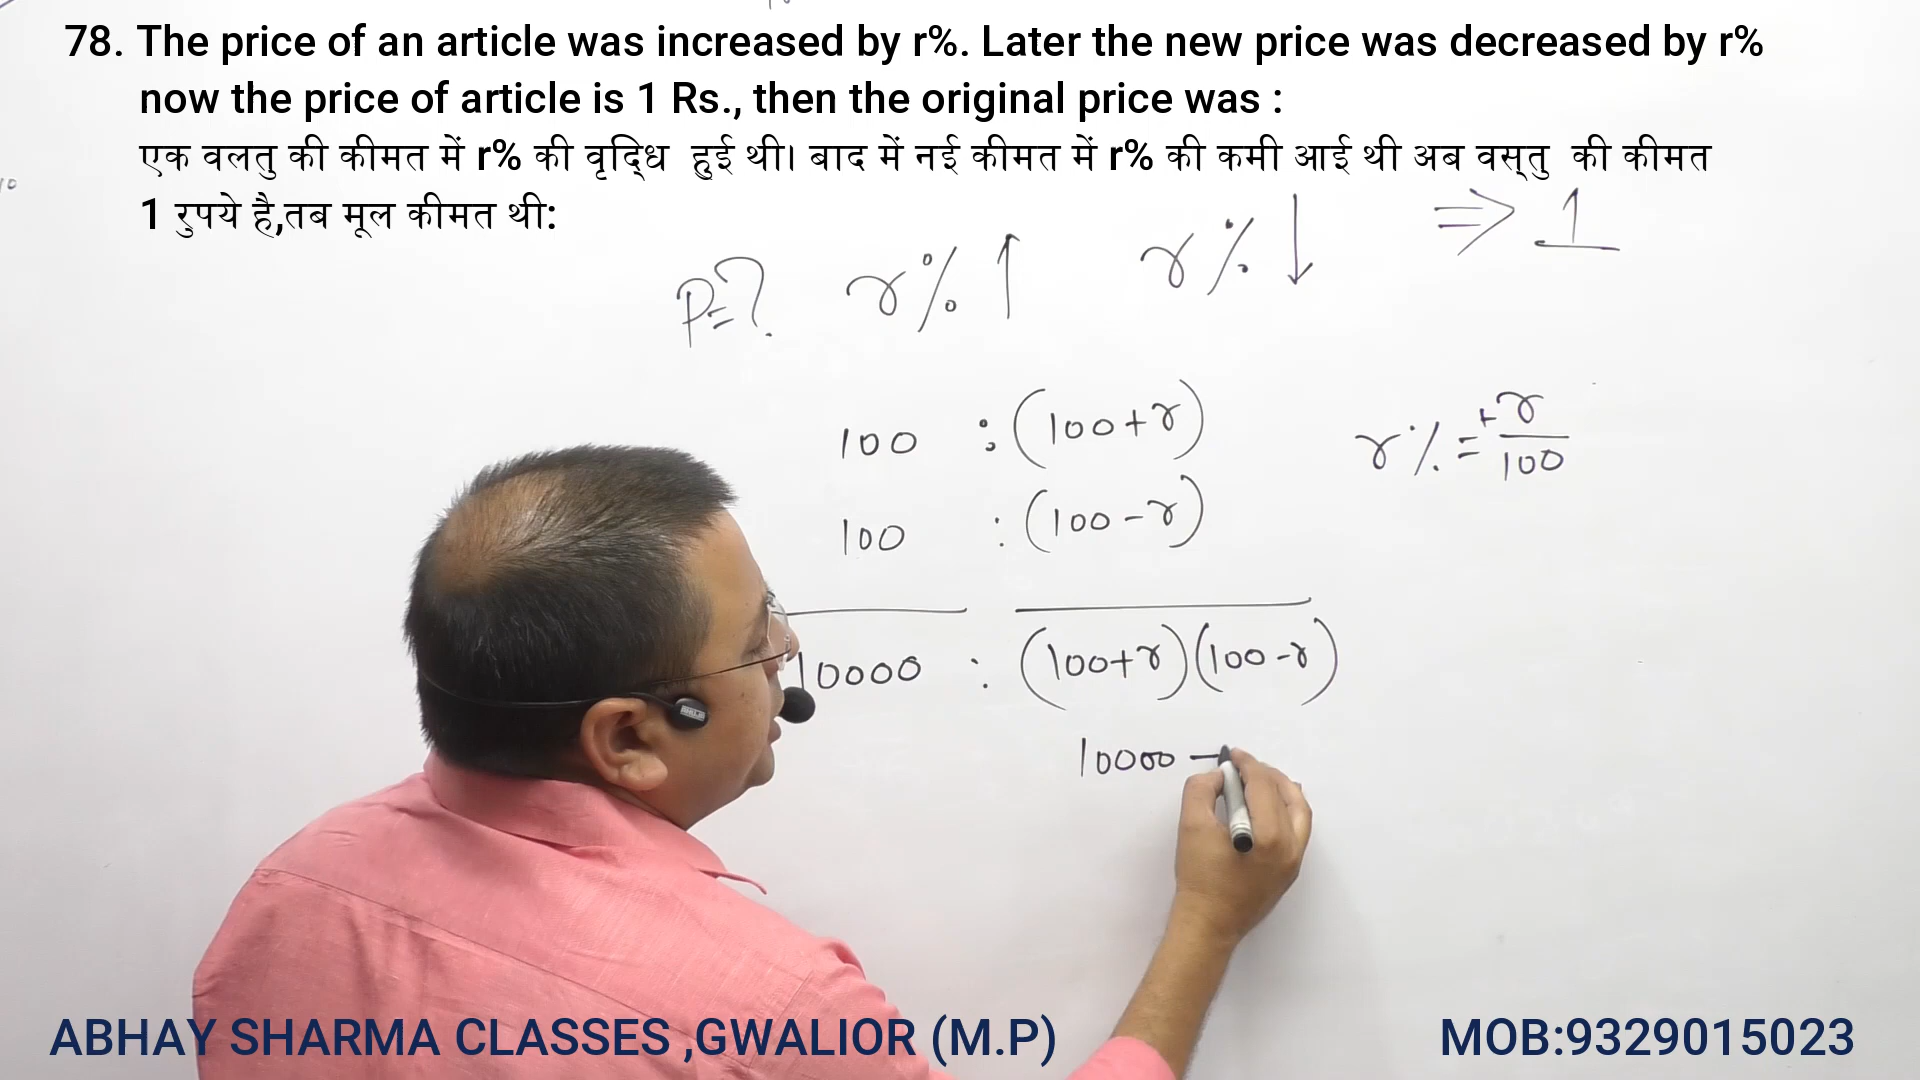 78. The price of an article was increased by r%. Later the new price was decreased by r%
now the price of article is 1 Rs., then the original price was :
एक वलतु की कीमत में r% की वृद्धि हुई थी। बाद में नई कीमत में r% की कमी आई थी अब वस्तु की कीमत
1 रुपये है,तब मूल कीमत थी:
P=? r%↑ r%↓ ⇒ 1
100 : (100+r) r% = +r/100
100 : (100-r)
10000 : (100+r)(100-r)
10000 -
ABHAY SHARMA CLASSES ,GWALIOR (M.P) MOB:9329015023